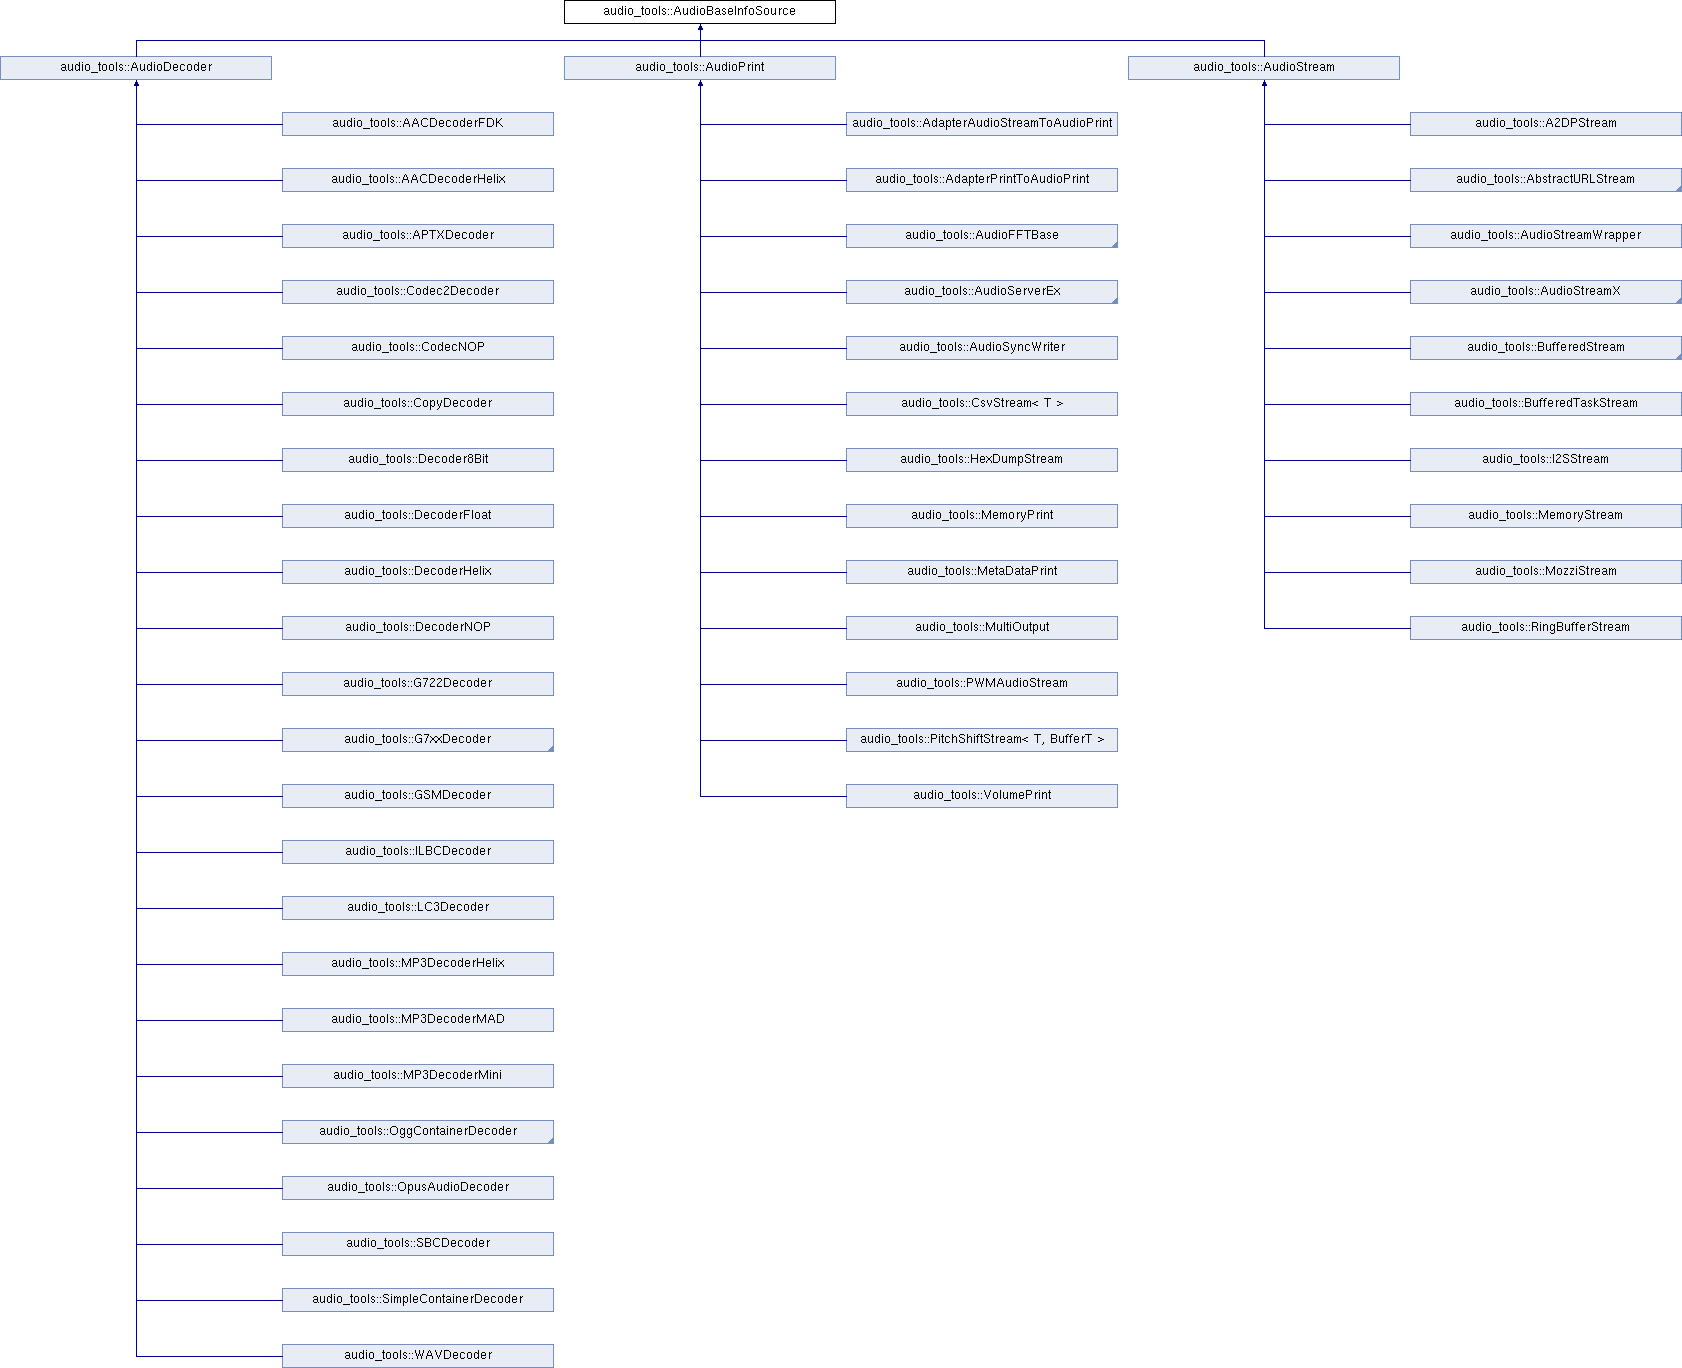 audio_tools::AudioBaseInfoSource
audio_tools::AudioDecoder
audio_tools::AudioPrint
audio_tools::AudioStream
audio_tools::AACDecoderFDK
audio_tools::AdapterAudioStreamToAudioPrint
audio_tools::A2DPStream
audio_tools::AACDecoderHelix
audio_tools::AdapterPrintToAudioPrint
audio_tools::AbstractURLStream
audio_tools::APTXDecoder
audio_tools::AudioFFTBase
audio_tools::AudioStreamWrapper
audio_tools::Codec2Decoder
audio_tools::AudioServerEx
audio_tools::AudioStreamX
audio_tools::CodecNOP
audio_tools::AudioSyncWriter
audio_tools::BufferedStream
audio_tools::CopyDecoder
audio_tools::CsvStream< T >
audio_tools::BufferedTaskStream
audio_tools::Decoder8Bit
audio_tools::HexDumpStream
audio_tools::I2SStream
audio_tools::DecoderFloat
audio_tools::MemoryPrint
audio_tools::MemoryStream
audio_tools::DecoderHelix
audio_tools::MetaDataPrint
audio_tools::MozziStream
audio_tools::DecoderNOP
audio_tools::MultiOutput
audio_tools::RingBufferStream
audio_tools::G722Decoder
audio_tools::PWMAudioStream
audio_tools::G7xxDecoder
audio_tools::PitchShiftStream< T, BufferT >
audio_tools::GSMDecoder
audio_tools::VolumePrint
audio_tools::ILBCDecoder
audio_tools::LC3Decoder
audio_tools::MP3DecoderHelix
audio_tools::MP3DecoderMAD
audio_tools::MP3DecoderMini
audio_tools::OggContainerDecoder
audio_tools::OpusAudioDecoder
audio_tools::SBCDecoder
audio_tools::SimpleContainerDecoder
audio_tools::WAVDecoder